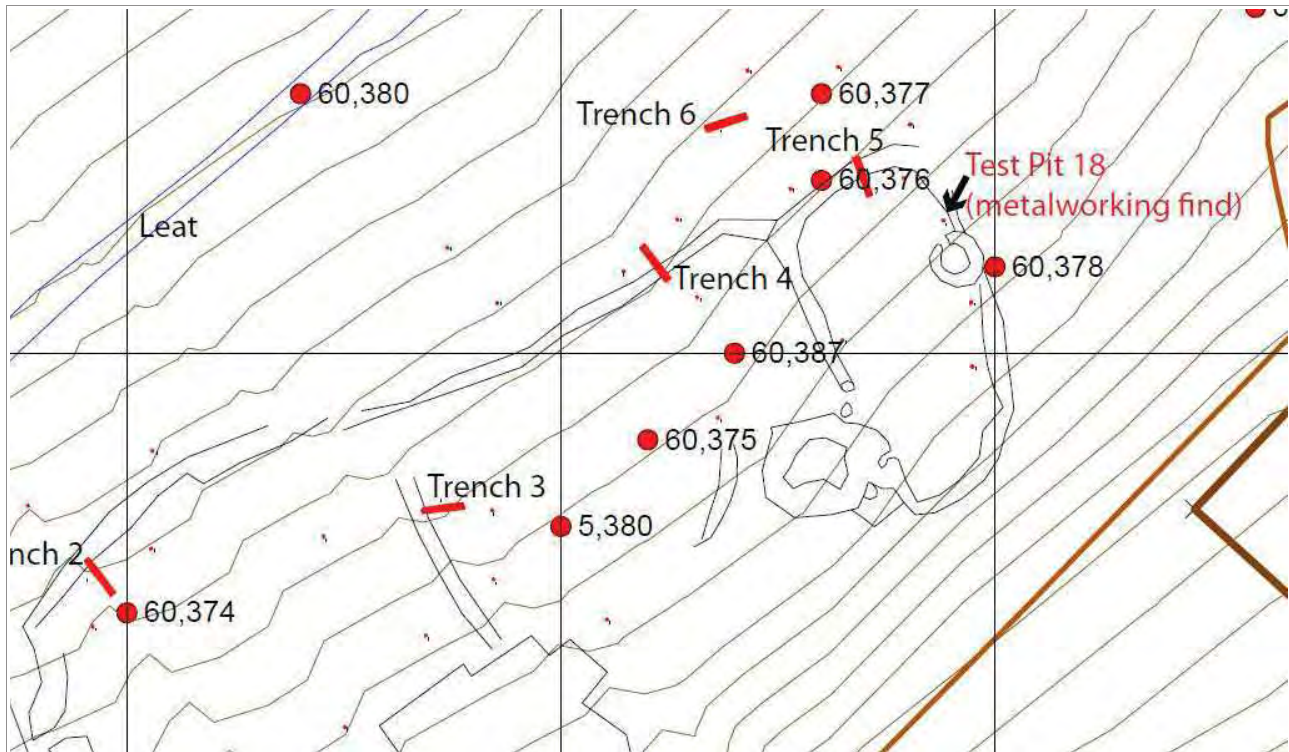 60,380
60,377
Trench 6
Trench 5
60,376
Test Pit 18
(metalworking find)
Leat
Trench 4
60,378
60,387
60,375
Trench 3
5,380
nch 2
60,374